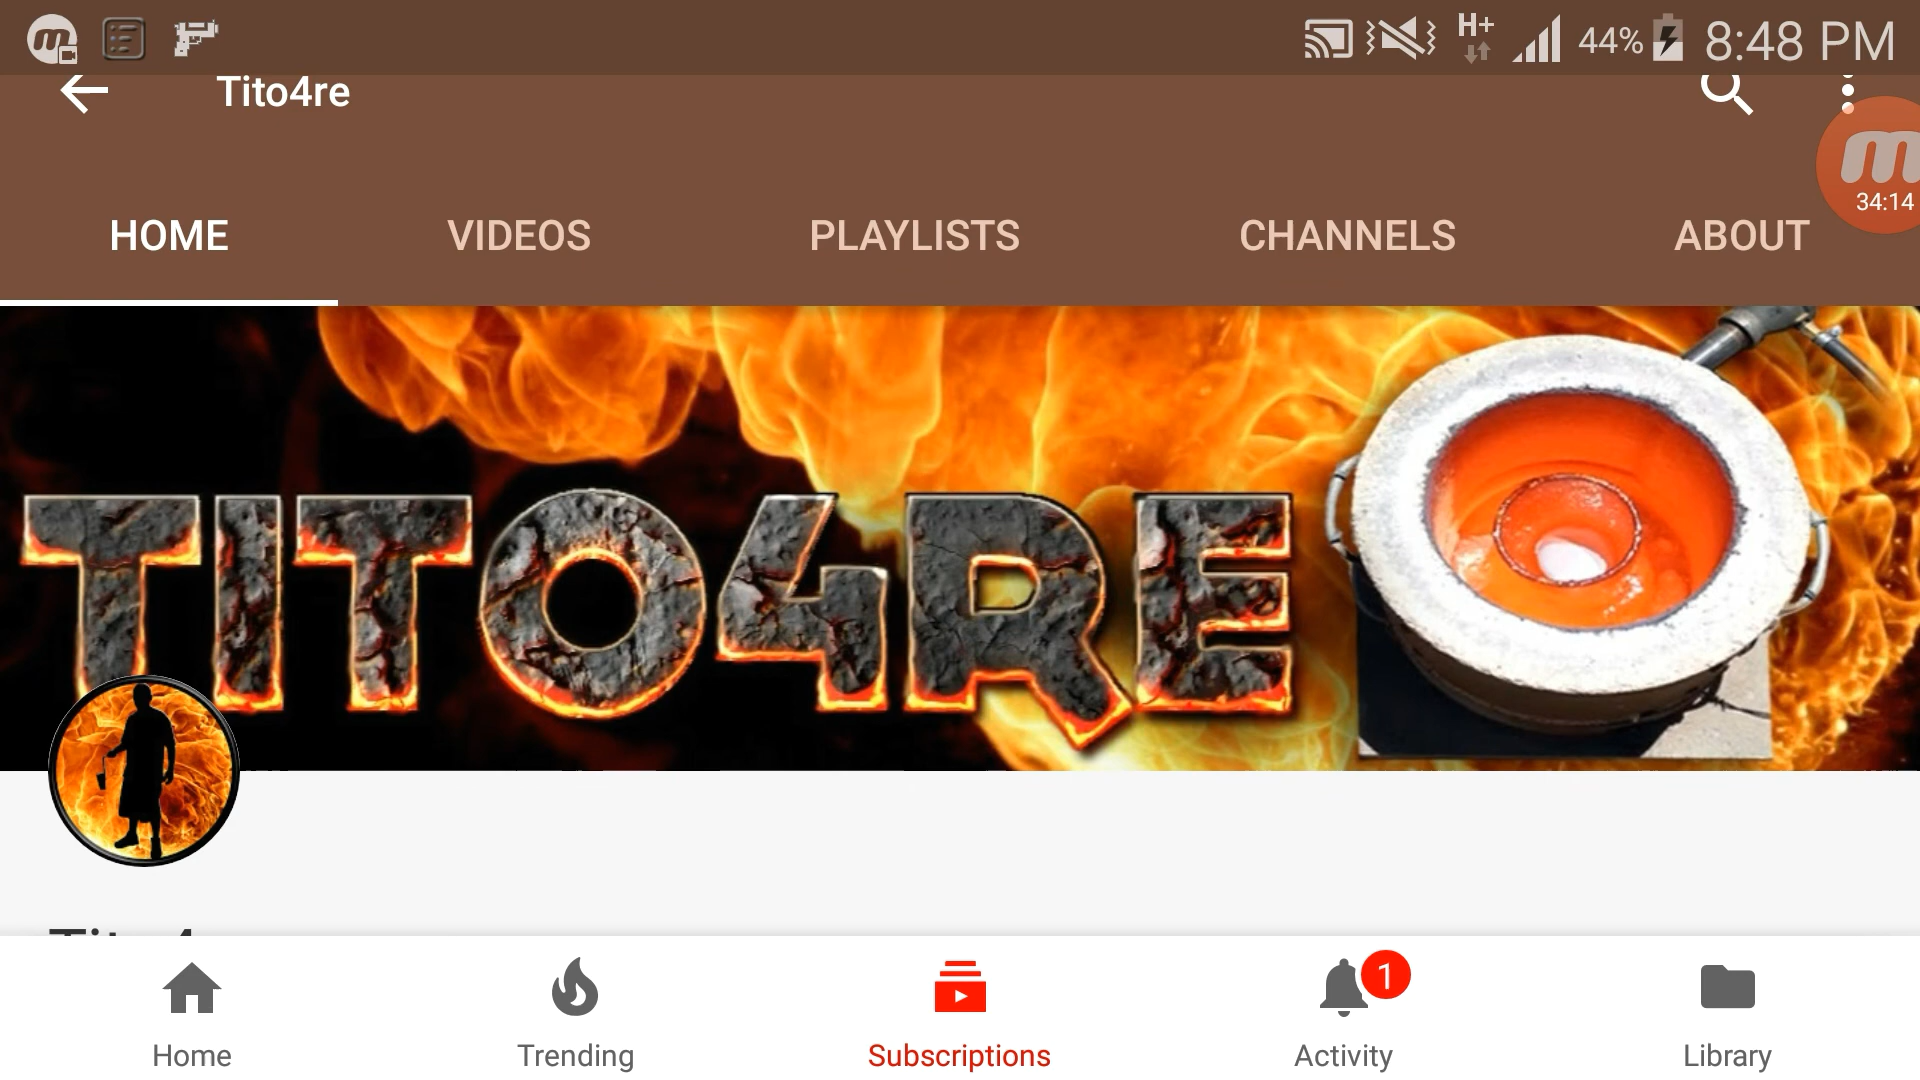 H+ 44% 8:48 PM
Tito4re
m
34:14
HOME VIDEOS PLAYLISTS CHANNELS ABOUT
TITO4RE
1
Home Trending Subscriptions Activity Library